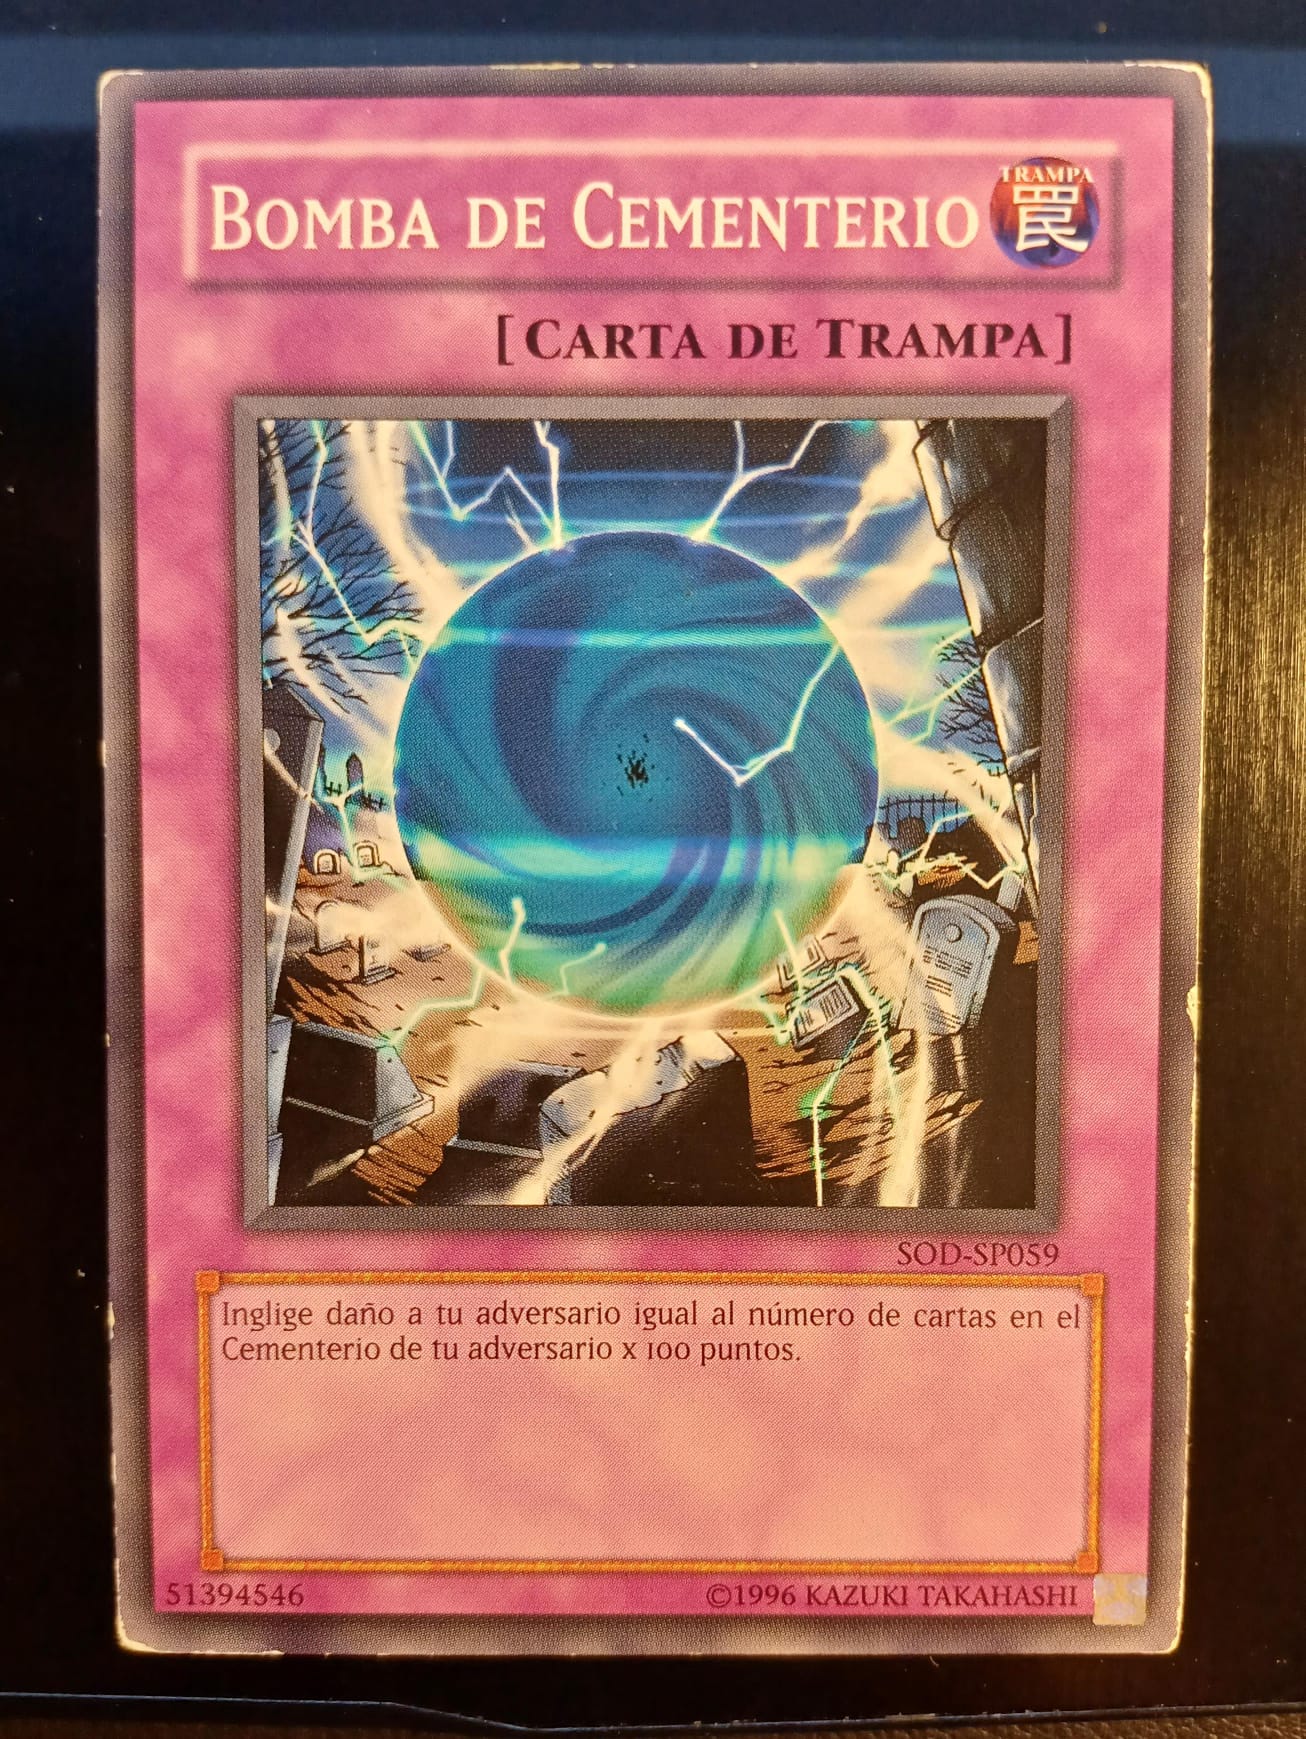 BOMBA DE CEMENTERIO
TRAMPA
罠
[CARTA DE TRAMPA]
SOD-SP059
Inglige daño a tu adversario igual al número de cartas en el
Cementerio de tu adversario x 100 puntos.
51394546
©1996 KAZUKI TAKAHASHI